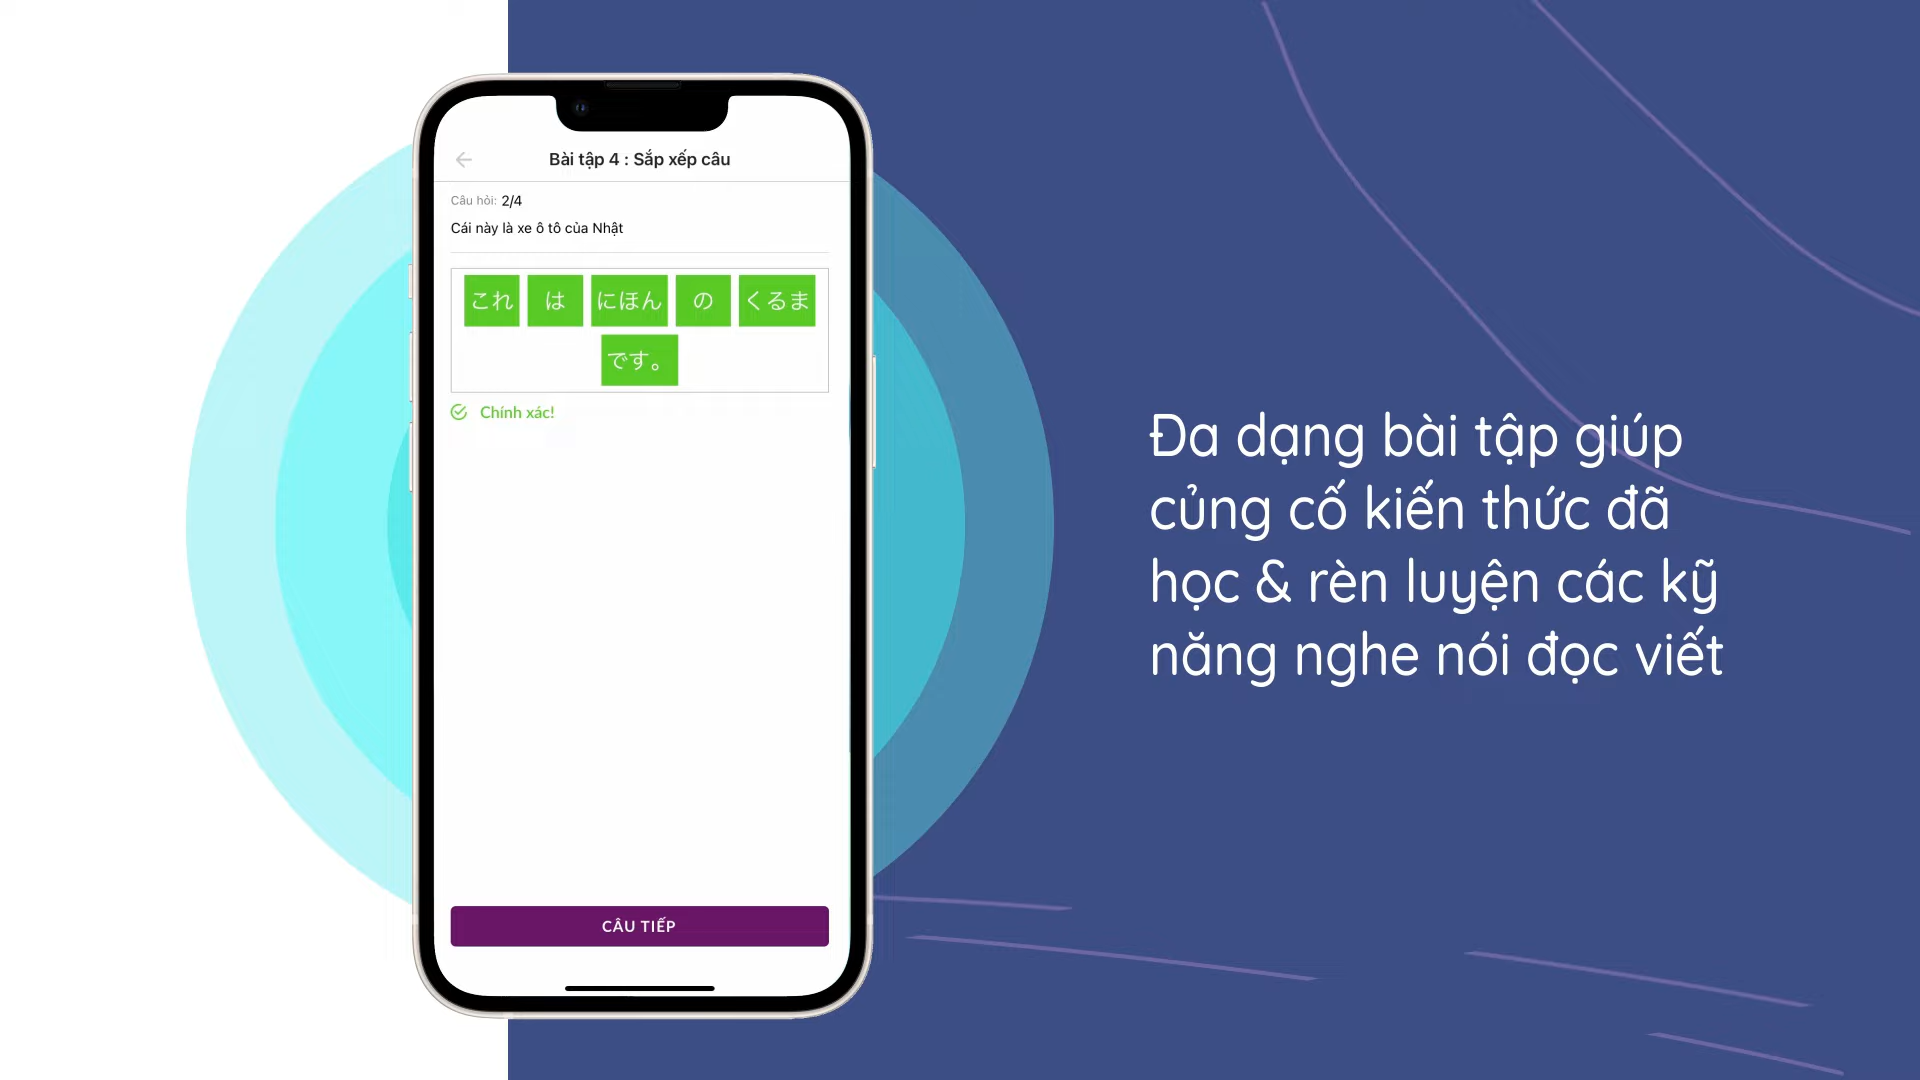 Bài tập 4 : Sắp xếp câu
Câu hỏi: 2/4
Cái này là xe ô tô của Nhật
これ は にほん の くるま
です。
Chính xác!
CÂU TIẾP
Đa dạng bài tập giúp
củng cố kiến thức đã
học & rèn luyện các kỹ
năng nghe nói đọc viết